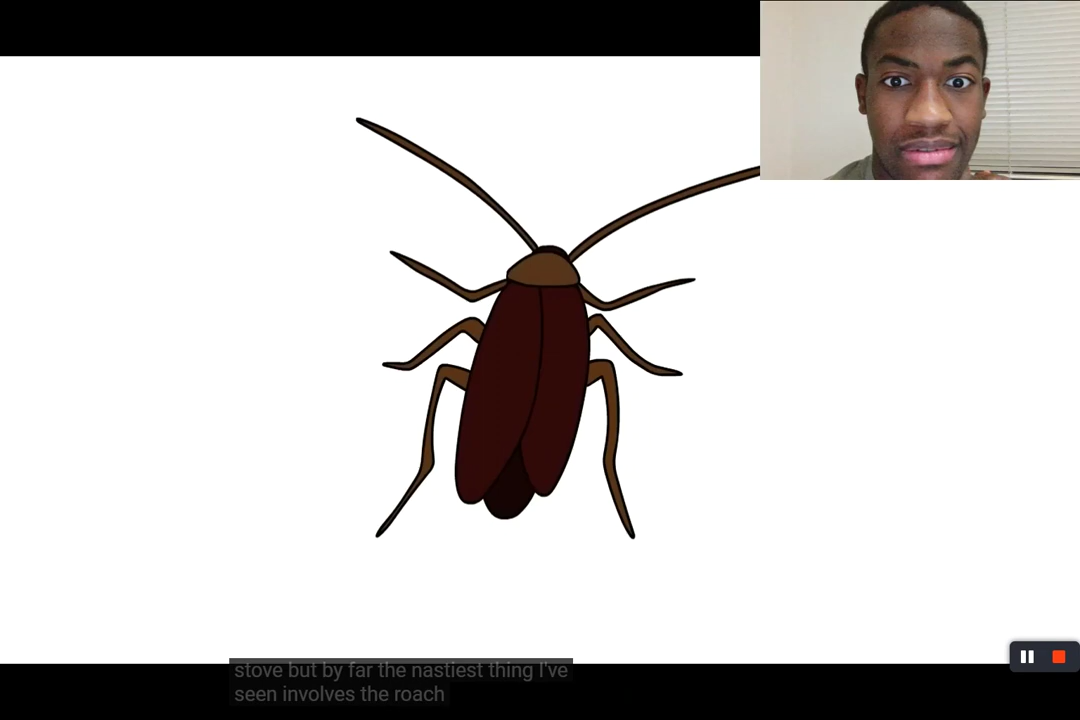 stove but by far the nastiest thing I've
seen involves the roach